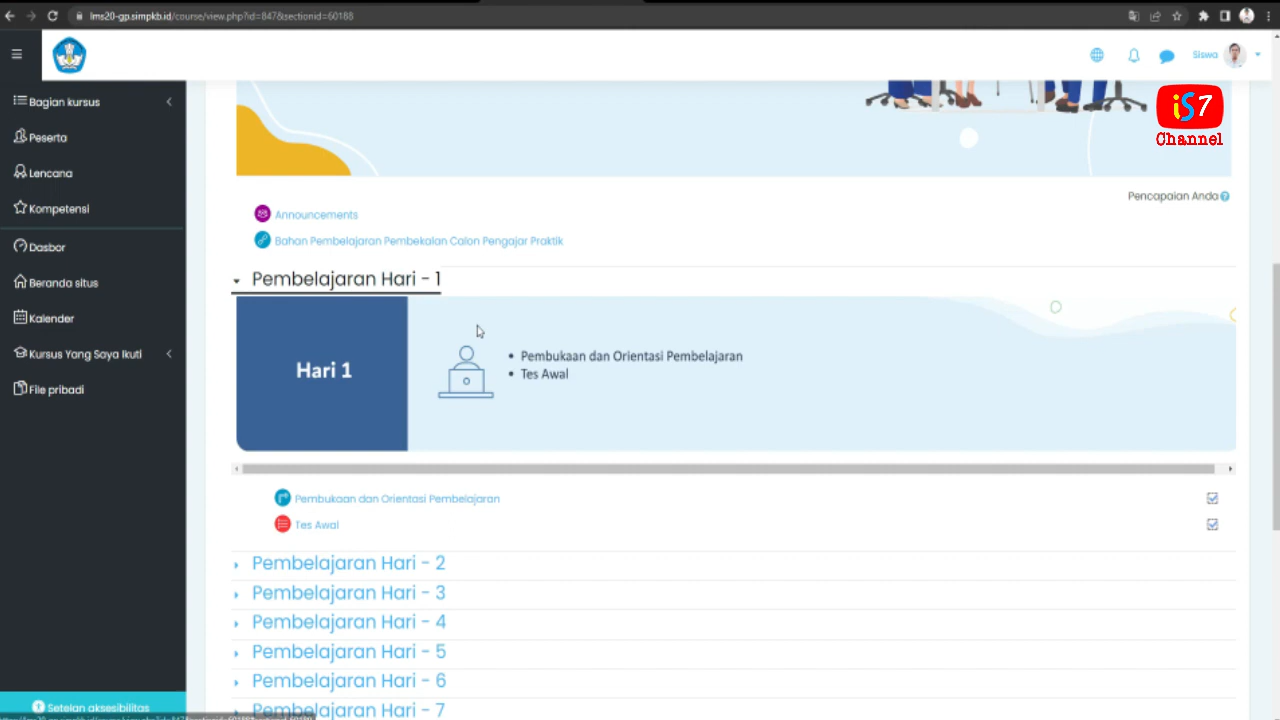 lms20-gp.simpkb.id/course/view.php?id=847&sectionid=60188
Siswa
Bagian kursus
Peserta
Lencana
Kompetensi
Dasbor
Beranda situs
Kalender
Kursus Yang Saya Ikuti
File pribadi
Setelan aksesibilitas
iS7
Channel
Pencapaian Anda
Announcements
Bahan Pembelajaran Pembekalan Calon Pengajar Praktik
Pembelajaran Hari - 1
Hari 1
• Pembukaan dan Orientasi Pembelajaran
• Tes Awal
Pembukaan dan Orientasi Pembelajaran
Tes Awal
Pembelajaran Hari - 2
Pembelajaran Hari - 3
Pembelajaran Hari - 4
Pembelajaran Hari - 5
Pembelajaran Hari - 6
Pembelajaran Hari - 7